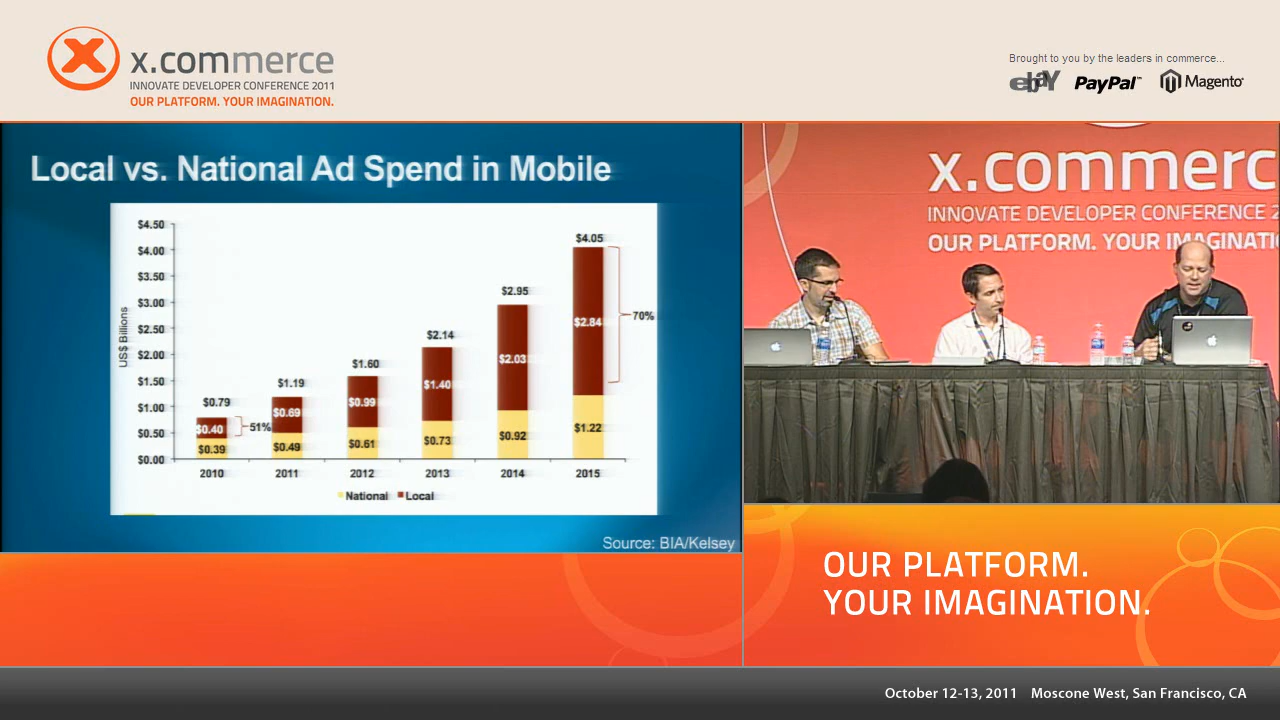 x.commerce
INNOVATE DEVELOPER CONFERENCE 2011
OUR PLATFORM. YOUR IMAGINATION.
Brought to you by the leaders in commerce...
ebaY PayPal™ Magento®
Local vs. National Ad Spend in Mobile
US$ Billions
$4.50
$4.00
$3.50
$3.00
$2.50
$2.00
$1.50
$1.00
$0.50
$0.00
$0.79
$0.40
$0.39
51%
$1.19
$0.69
$0.49
$1.60
$0.99
$0.61
$2.14
$1.40
$0.73
$2.95
$2.03
$0.92
$4.05
$2.84
$1.22
70%
2010 2011 2012 2013 2014 2015
National Local
Source: BIA/Kelsey
x.commerc
INNOVATE DEVELOPER CONFERENCE 2
OUR PLATFORM. YOUR IMAGINATI
OUR PLATFORM.
YOUR IMAGINATION.
October 12-13, 2011 Moscone West, San Francisco, CA